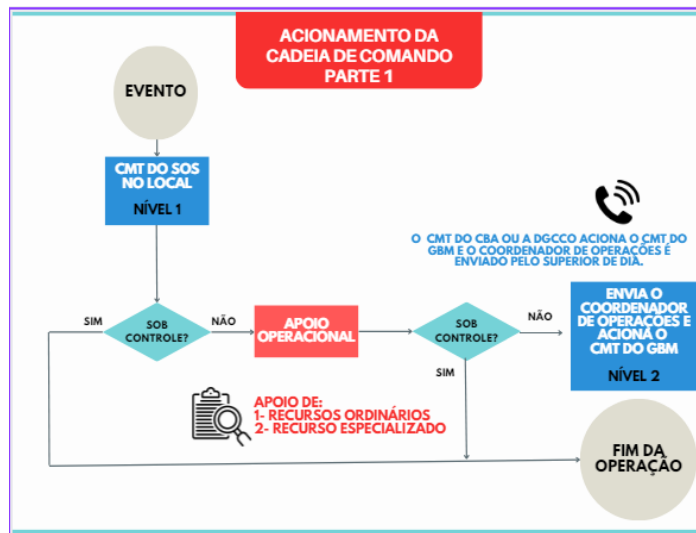 ACIONAMENTO DA
CADEIA DE COMANDO
PARTE 1
EVENTO
CMT DO SOS
NO LOCAL
NÍVEL 1
O CMT DO CBA OU A DGCCO ACIONA O CMT DO
GBM E O COORDENADOR DE OPERAÇÕES É
ENVIADO PELO SUPERIOR DE DIA.
SIM
SOB
CONTROLE?
NÃO
APOIO
OPERACIONAL
SOB
CONTROLE?
NÃO
SIM
ENVIA O
COORDENADOR
DE OPERAÇÕES E
ACIONA O
CMT DO GBM
NÍVEL 2
APOIO DE:
1- RECURSOS ORDINÁRIOS
2- RECURSO ESPECIALIZADO
FIM DA
OPERAÇÃO